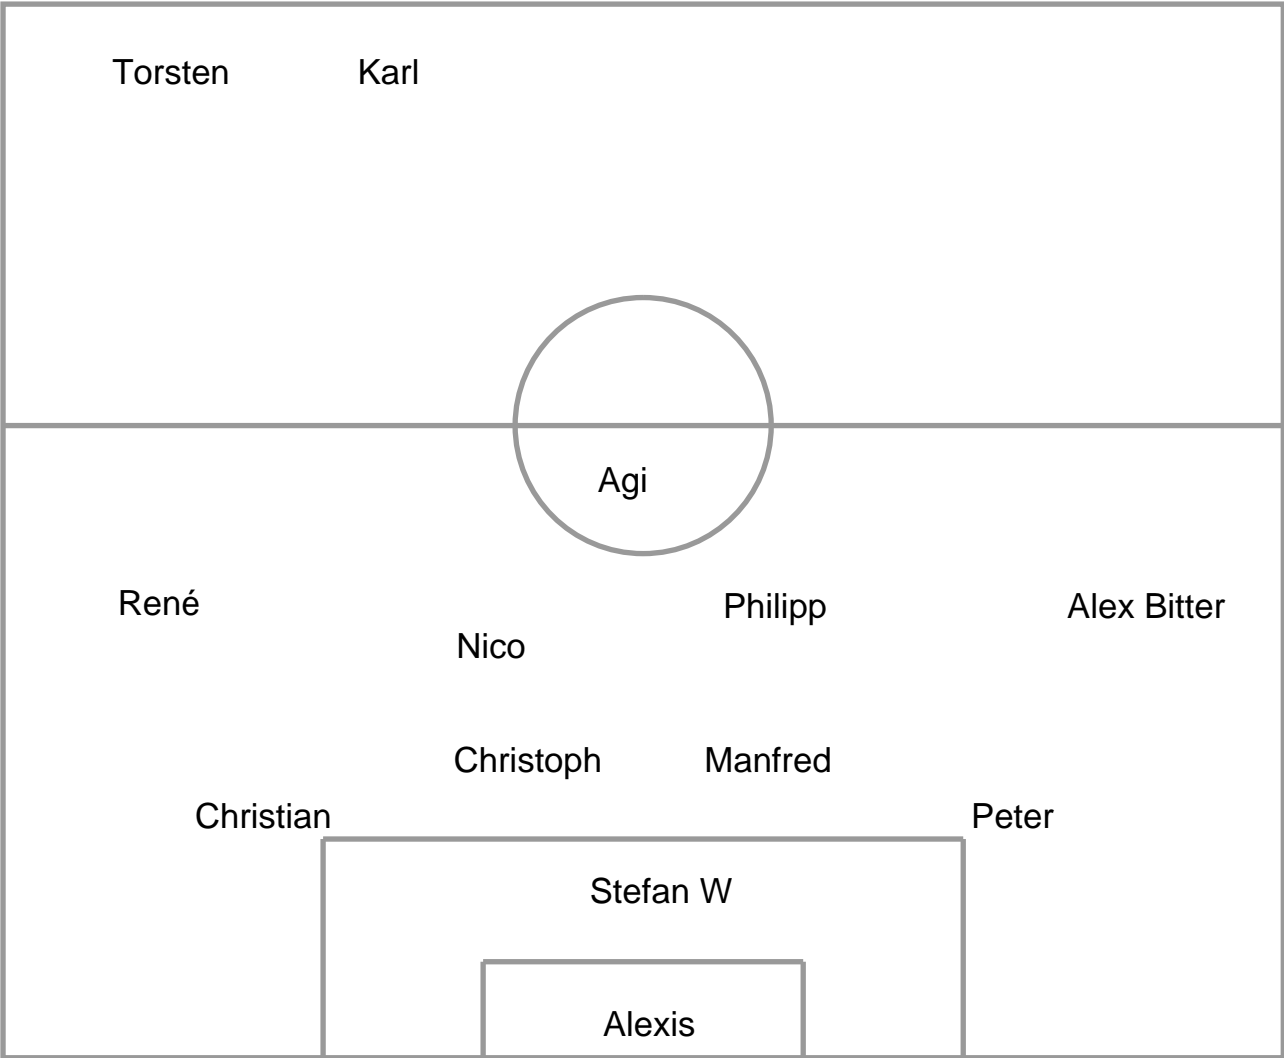 Torsten Karl
Agi
René Philipp Alex Bitter
Nico
Christoph Manfred
Christian Peter
Stefan W
Alexis